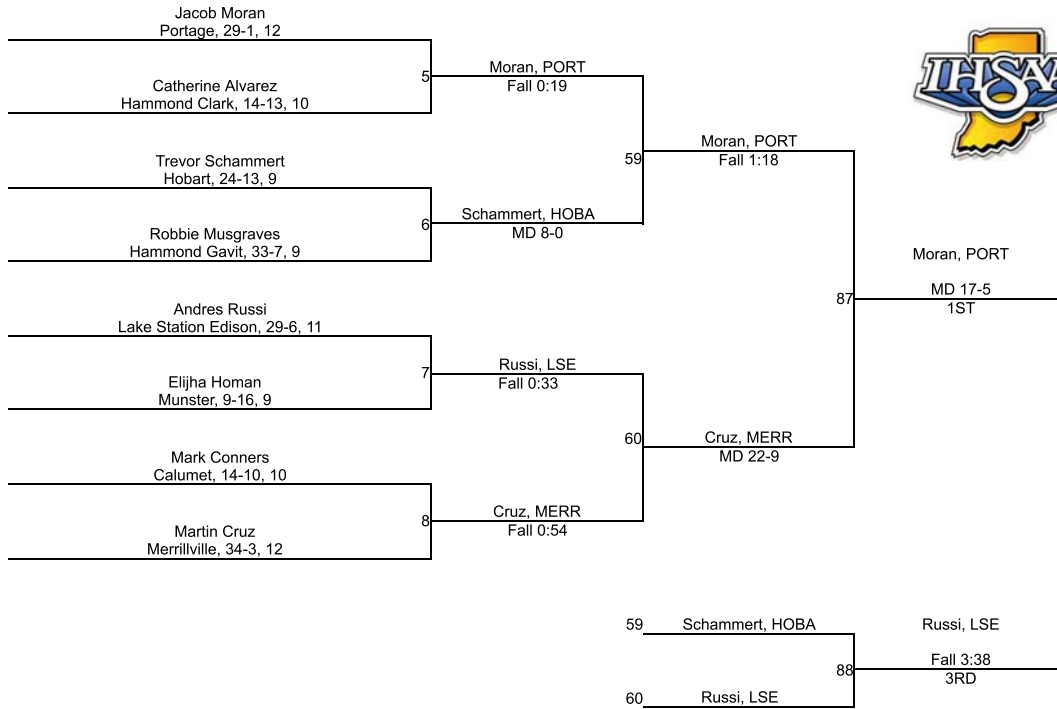 Jacob Moran
Portage, 29-1, 12
Catherine Alvarez
Hammond Clark, 14-13, 10
5
Moran, PORT
Fall 0:19
Trevor Schammert
Hobart, 24-13, 9
Robbie Musgraves
Hammond Gavit, 33-7, 9
6
Schammert, HOBA
MD 8-0
59
Moran, PORT
Fall 1:18
Andres Russi
Lake Station Edison, 29-6, 11
Elijha Homan
Munster, 9-16, 9
7
Russi, LSE
Fall 0:33
Mark Conners
Calumet, 14-10, 10
Martin Cruz
Merrillville, 34-3, 12
8
Cruz, MERR
Fall 0:54
60
Cruz, MERR
MD 22-9
87
Moran, PORT
MD 17-5
1ST
59
Schammert, HOBA
60
Russi, LSE
88
Russi, LSE
Fall 3:38
3RD
IHSAA